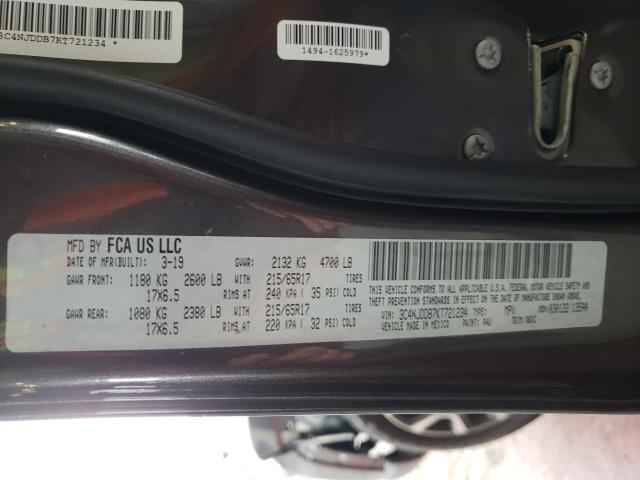 3C4NJDDB7KT721234 *
1494-1625979*
MFD BY FCA US LLC
DATE OF MFR(BUILT): 3-19 GVWR: 2132 KG 4700 LB
GAWR FRONT: 1180 KG 2600 LB WITH 215/65R17 TIRES
17X6.5 RIMS AT 240 KPA ( 35 PSI) COLD
GAWR REAR: 1080 KG 2380 LB WITH 215/65R17 TIRES
17X6.5 RIMS AT 220 KPA ( 32 PSI) COLD
THIS VEHICLE CONFORMS TO ALL APPLICABLE U.S.A. FEDERAL MOTOR VEHICLE SAFETY AND
THEFT PREVENTION STANDARDS IN EFFECT ON THE DATE OF MANUFACTURE SHOWN ABOVE.
VIN: 3C4NJDDB7KT721234 TYPE: MPV
MADE IN MEXICO PAINT: PAU TRIM: